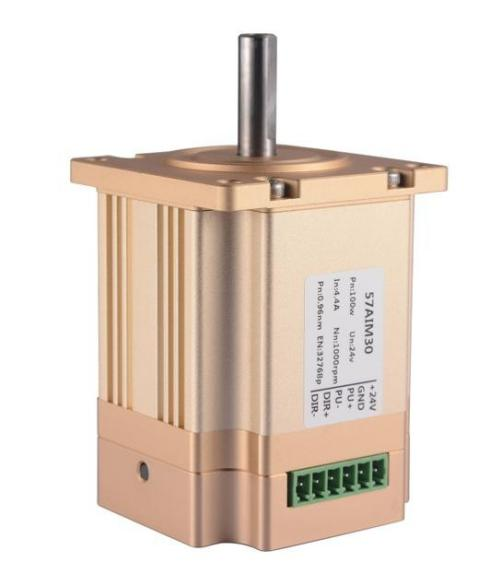 57AIM30
Pn:100w Un:24v
In:4.4A Nn:1000rpm
Pn:0.96nm EN:32768p
+24V
GND
PU+
PU-
DIR+
DIR-